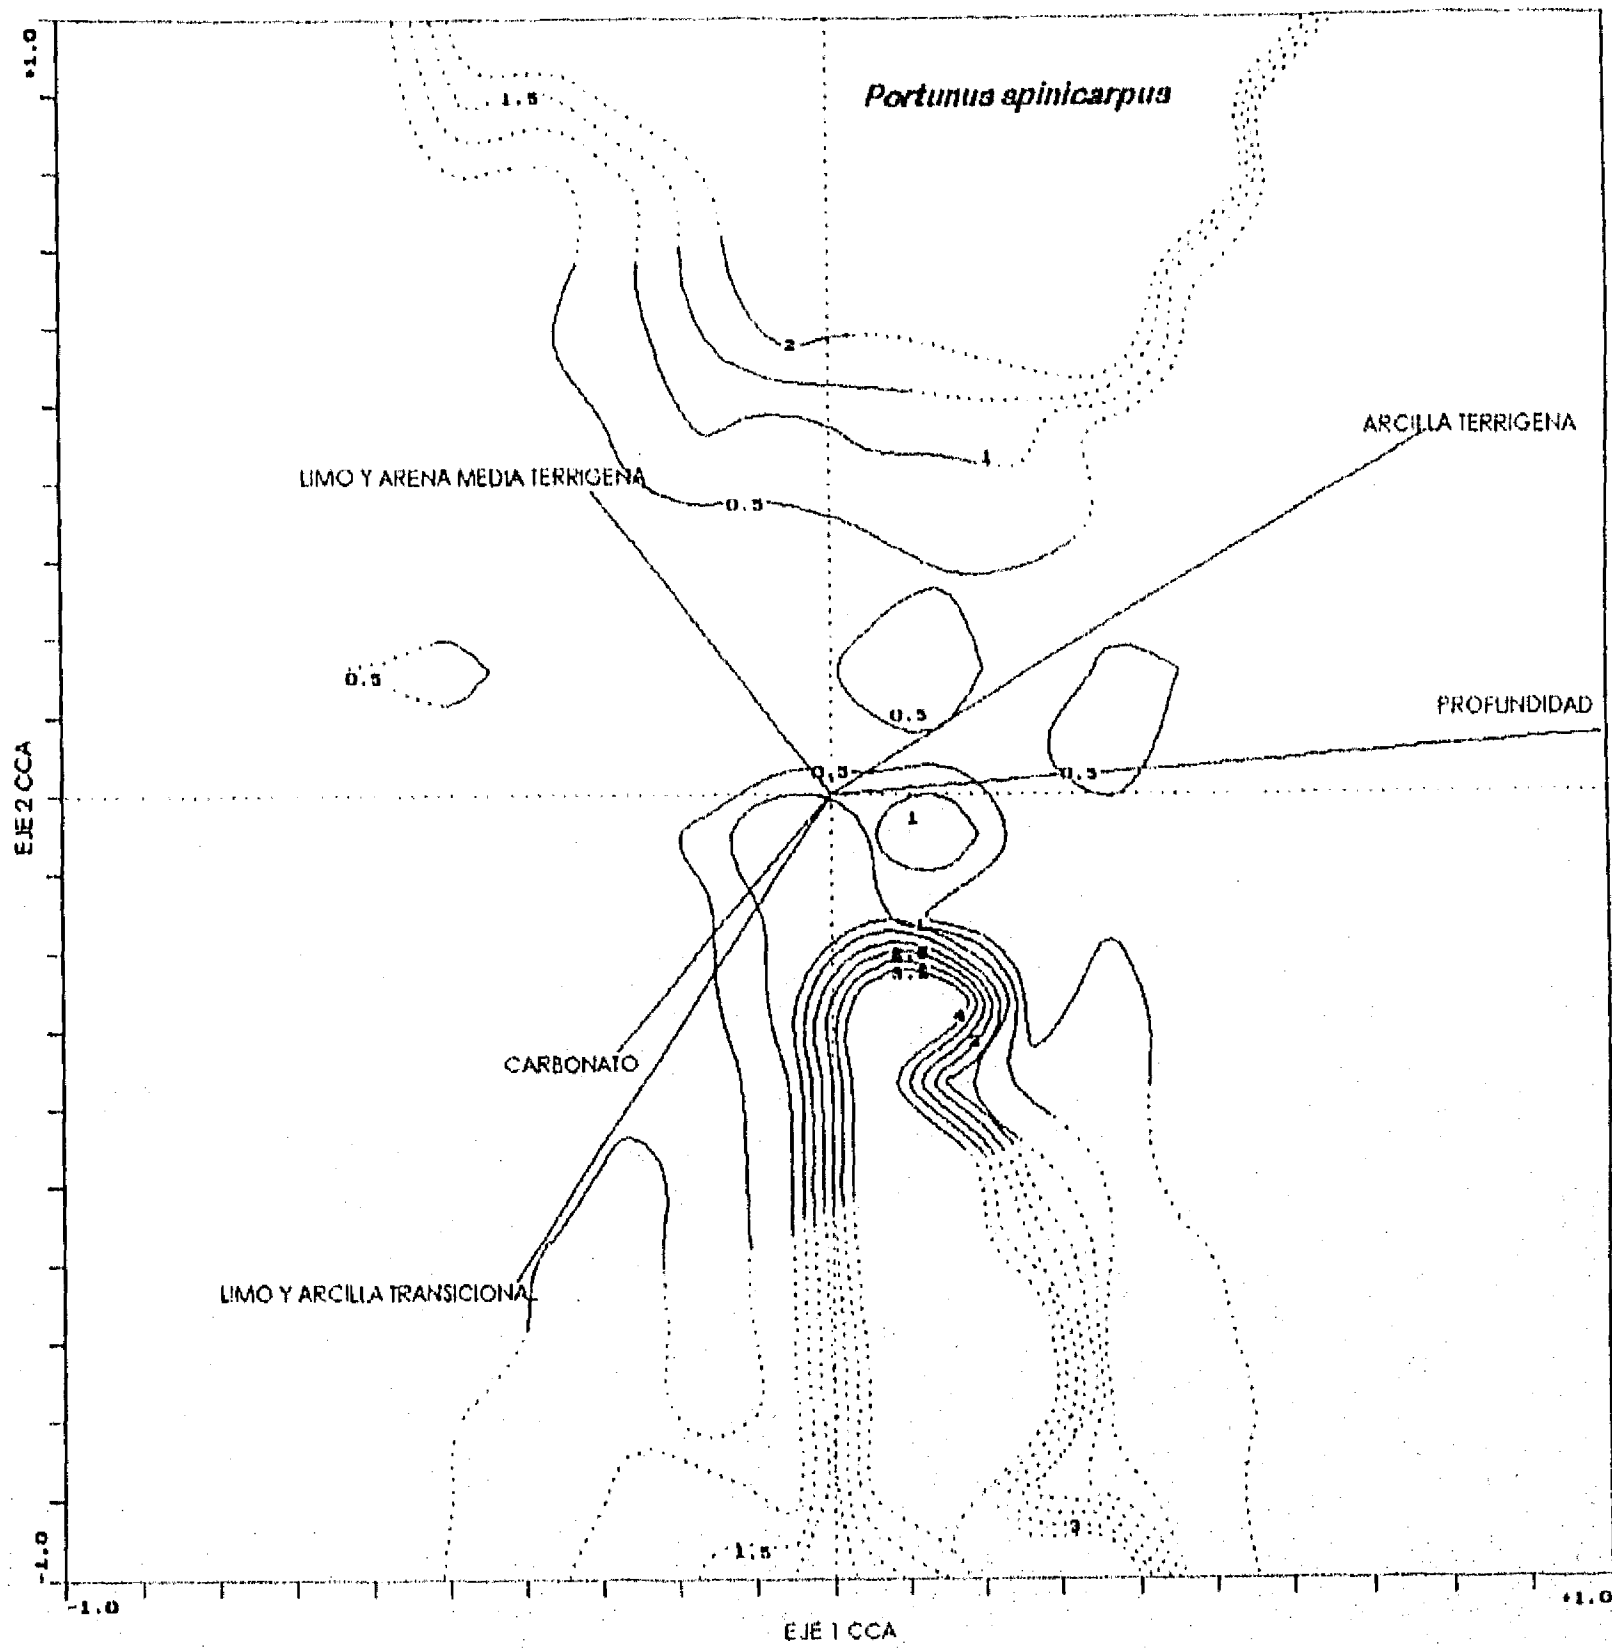 +1.0
1.5
Portunus spinicarpus
2
ARCILLA TERRIGENA
1
LIMO Y ARENA MEDIA TERRIGENA
0.5
0.5
0.5
PROFUNDIDAD
0.5
0.5
EJE 2 CCA
1
1
4
CARBONATO
LIMO Y ARCILLA TRANSICIONAL
3
1.5
-1.0
-1.0
+1.0
EJE 1 CCA